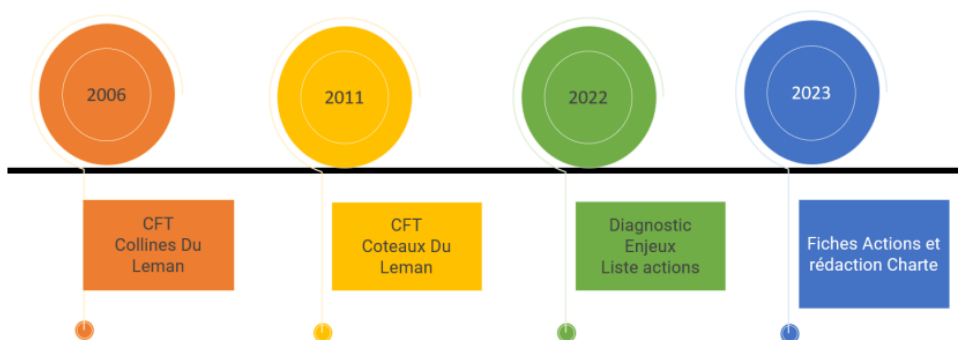 2006
2011
2022
2023
CFT
Collines Du
Leman
CFT
Coteaux Du
Leman
Diagnostic
Enjeux
Liste actions
Fiches Actions et
rédaction Charte